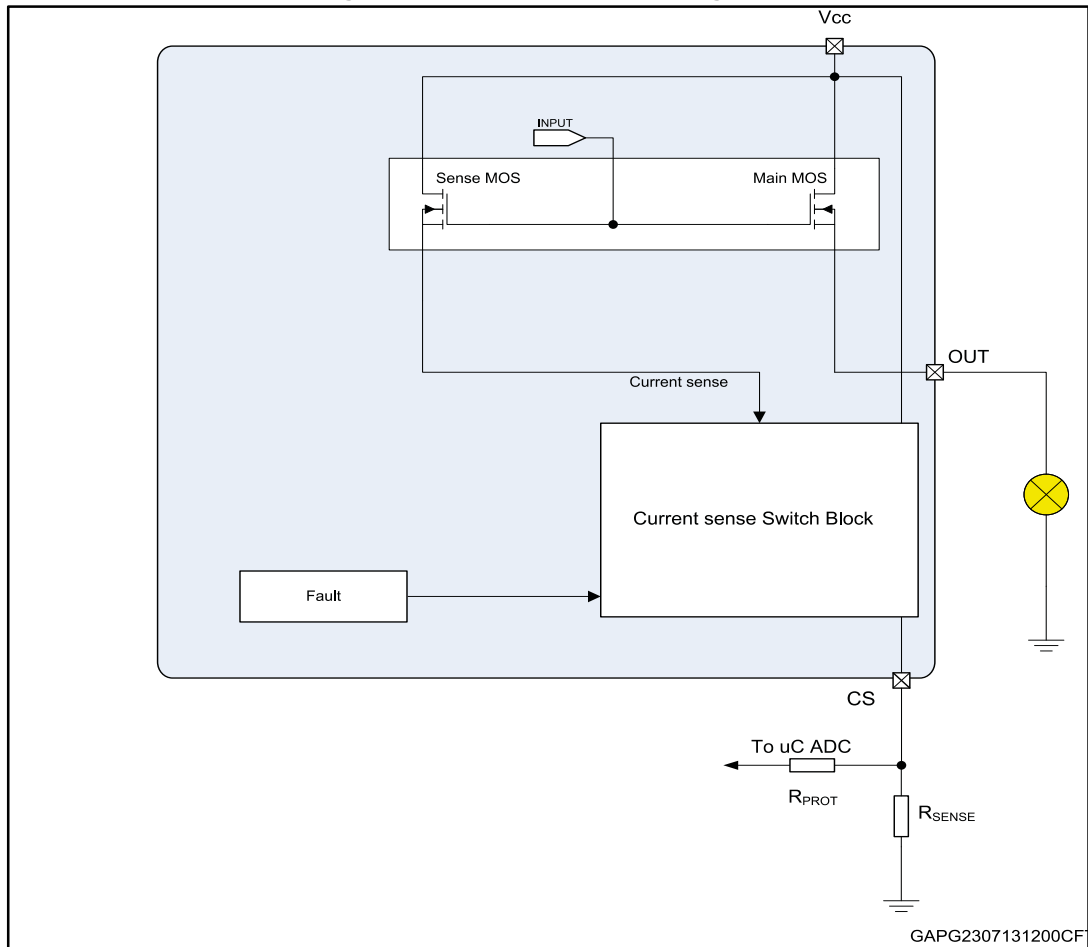 Vcc
INPUT
Sense MOS
Main MOS
OUT
Current sense
Current sense Switch Block
Fault
CS
To uC ADC
RPROT
RSENSE
GAPG2307131200CF